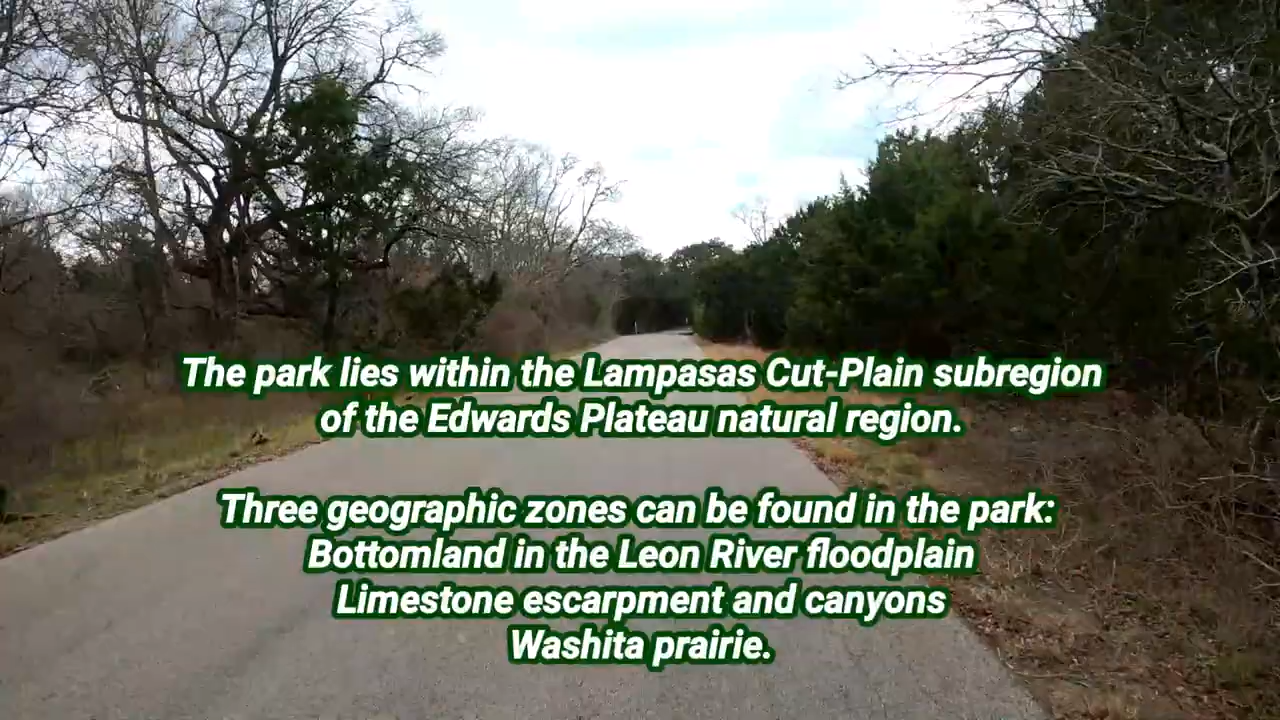 The park lies within the Lampasas Cut-Plain subregion
of the Edwards Plateau natural region.
Three geographic zones can be found in the park:
Bottomland in the Leon River floodplain
Limestone escarpment and canyons
Washita prairie.